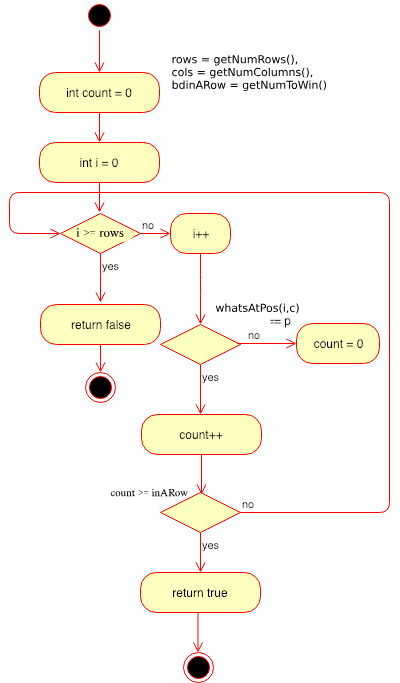 rows = getNumRows(),
cols = getNumColumns(),
bdinARow = getNumToWin()
int count = 0
int i = 0
i >= rows
no
i++
yes
return false
whatsAtPos(i,c)
== p
no
count = 0
yes
count++
count >= inARow
no
yes
return true